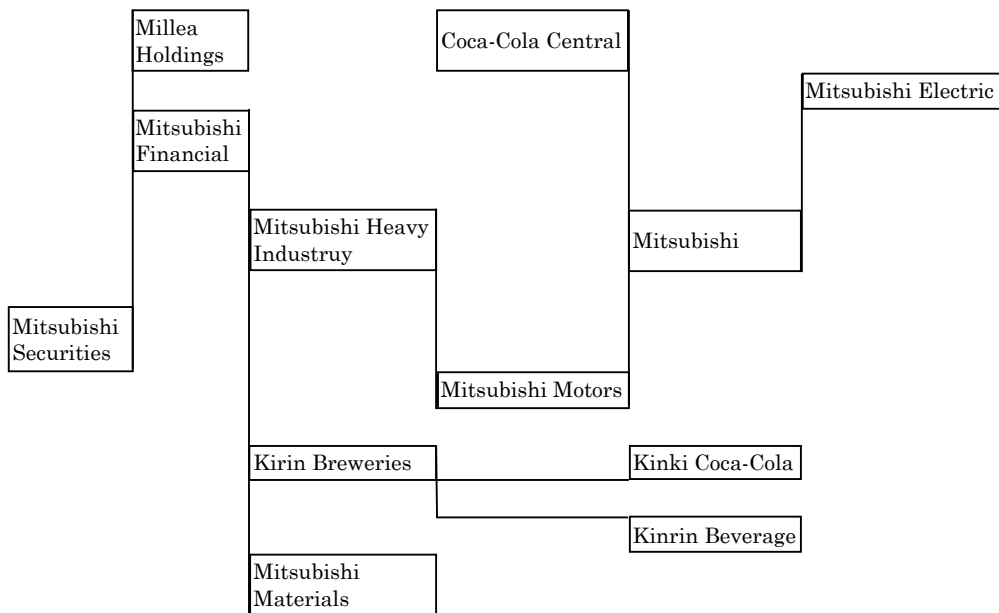 Millea
Holdings
Coca-Cola Central
Mitsubishi Electric
Mitsubishi
Financial
Mitsubishi Heavy
Industruy
Mitsubishi
Mitsubishi
Securities
Mitsubishi Motors
Kirin Breweries
Kinki Coca-Cola
Kinrin Beverage
Mitsubishi
Materials